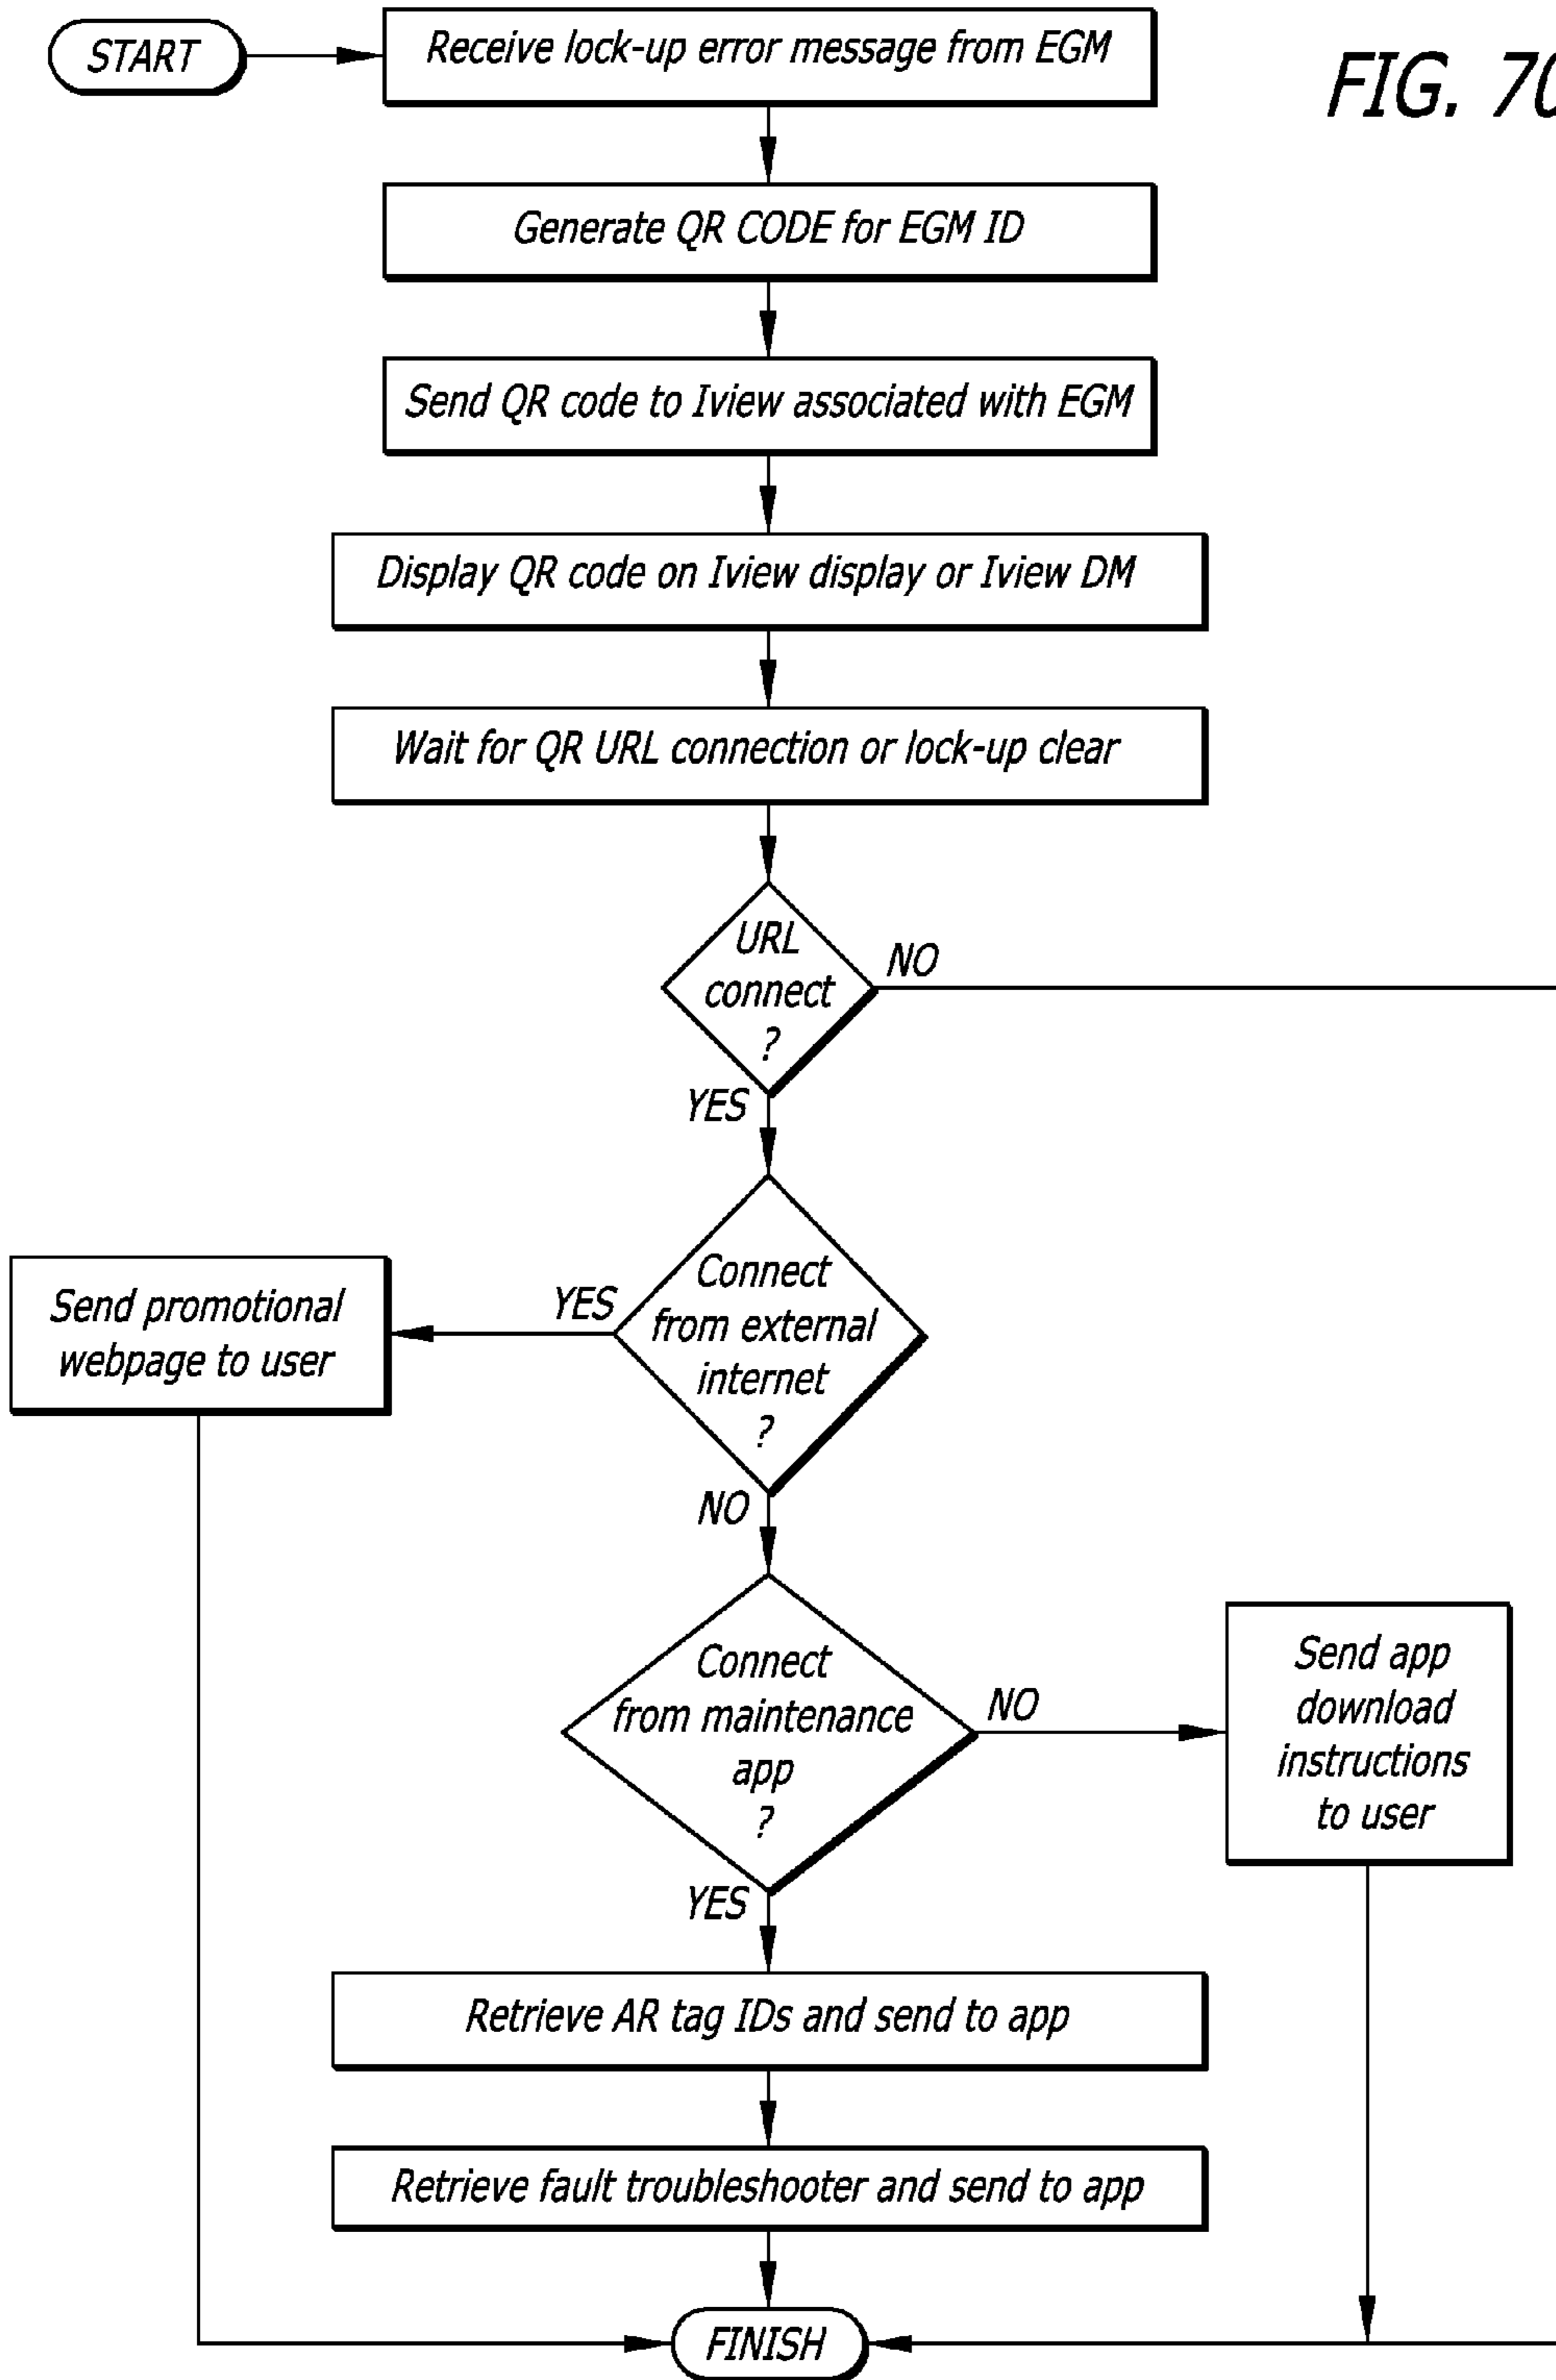 START
Receive lock-up error message from EGM
FIG. 70
Generate QR CODE for EGM ID
Send QR code to Iview associated with EGM
Display QR code on Iview display or Iview DM
Wait for QR URL connection or lock-up clear
URL
connect
?
NO
YES
Connect
from external
internet
?
YES
Send promotional
webpage to user
NO
Connect
from maintenance
app
?
NO
Send app
download
instructions
to user
YES
Retrieve AR tag IDs and send to app
Retrieve fault troubleshooter and send to app
FINISH